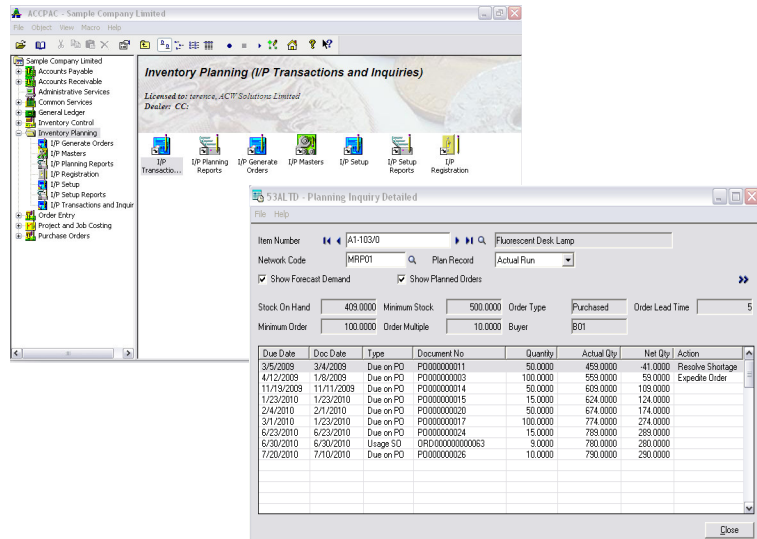 ACCPAC - Sample Company Limited
File Object View Macro Help
Sample Company Limited
Accounts Payable
Accounts Receivable
Administrative Services
Common Services
General Ledger
Inventory Control
Inventory Planning
I/P Generate Orders
I/P Masters
I/P Planning Reports
I/P Registration
I/P Setup
I/P Setup Reports
I/P Transactions and Inquir
Order Entry
Project and Job Costing
Purchase Orders
Inventory Planning (I/P Transactions and Inquiries)
Licensed to: terence, ACW Solutions Limited
Dealer: CC:
I/P Transactio...
I/P Planning Reports
I/P Generate Orders
I/P Masters
I/P Setup
I/P Setup Reports
I/P Registration
53ALTD - Planning Inquiry Detailed
File Help
Item Number A1-103/0 Fluorescent Desk Lamp
Network Code MRP01 Plan Record Actual Run
Show Forecast Demand Show Planned Orders
Stock On Hand 409.0000 Minimum Stock 500.0000 Order Type Purchased Order Lead Time 5
Minimum Order 100.0000 Order Multiple 10.0000 Buyer B01
Due Date Doc Date Type Document No Quantity Actual Qty Net Qty Action
3/5/2009 3/4/2009 Due on PO PO000000011 50.0000 459.0000 -41.0000 Resolve Shortage
4/12/2009 1/8/2009 Due on PO PO000000003 100.0000 559.0000 59.0000 Expedite Order
11/19/2009 11/11/2009 Due on PO PO000000014 50.0000 609.0000 109.0000
1/23/2010 1/23/2010 Due on PO PO000000015 15.0000 624.0000 124.0000
2/4/2010 2/1/2010 Due on PO PO000000020 50.0000 674.0000 174.0000
3/1/2010 1/23/2010 Due on PO PO000000017 100.0000 774.0000 274.0000
6/23/2010 6/23/2010 Due on PO PO000000024 15.0000 789.0000 289.0000
6/30/2010 6/30/2010 Usage SO ORD000000000063 9.0000 780.0000 280.0000
7/20/2010 7/10/2010 Due on PO PO000000026 10.0000 790.0000 290.0000
Close